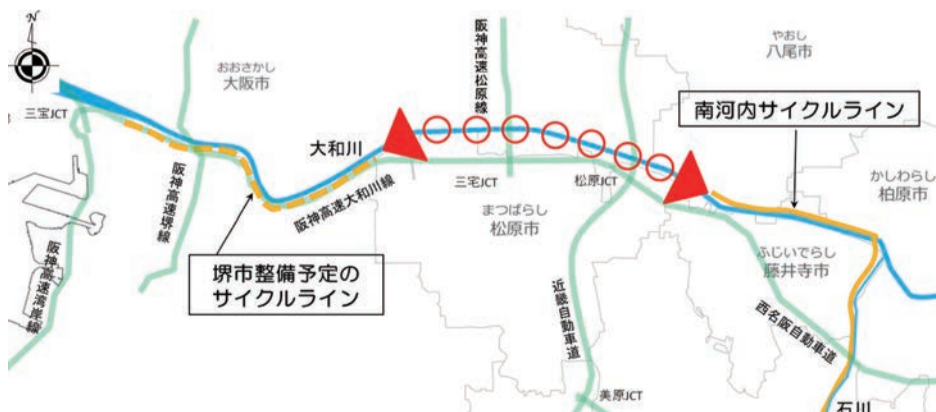 おおさかし
大阪市
三宝JCT
阪神高速湾岸線
阪神高速堺線
大和川
阪神高速大和川線
堺市整備予定の
サイクルライン
阪神高速松原線
三宅JCT
松原JCT
まつばらし
松原市
近畿自動車道
美原JCT
やおし
八尾市
南河内サイクルライン
かしわらし
柏原市
ふじいでらし
藤井寺市
西名阪自動車道
石川